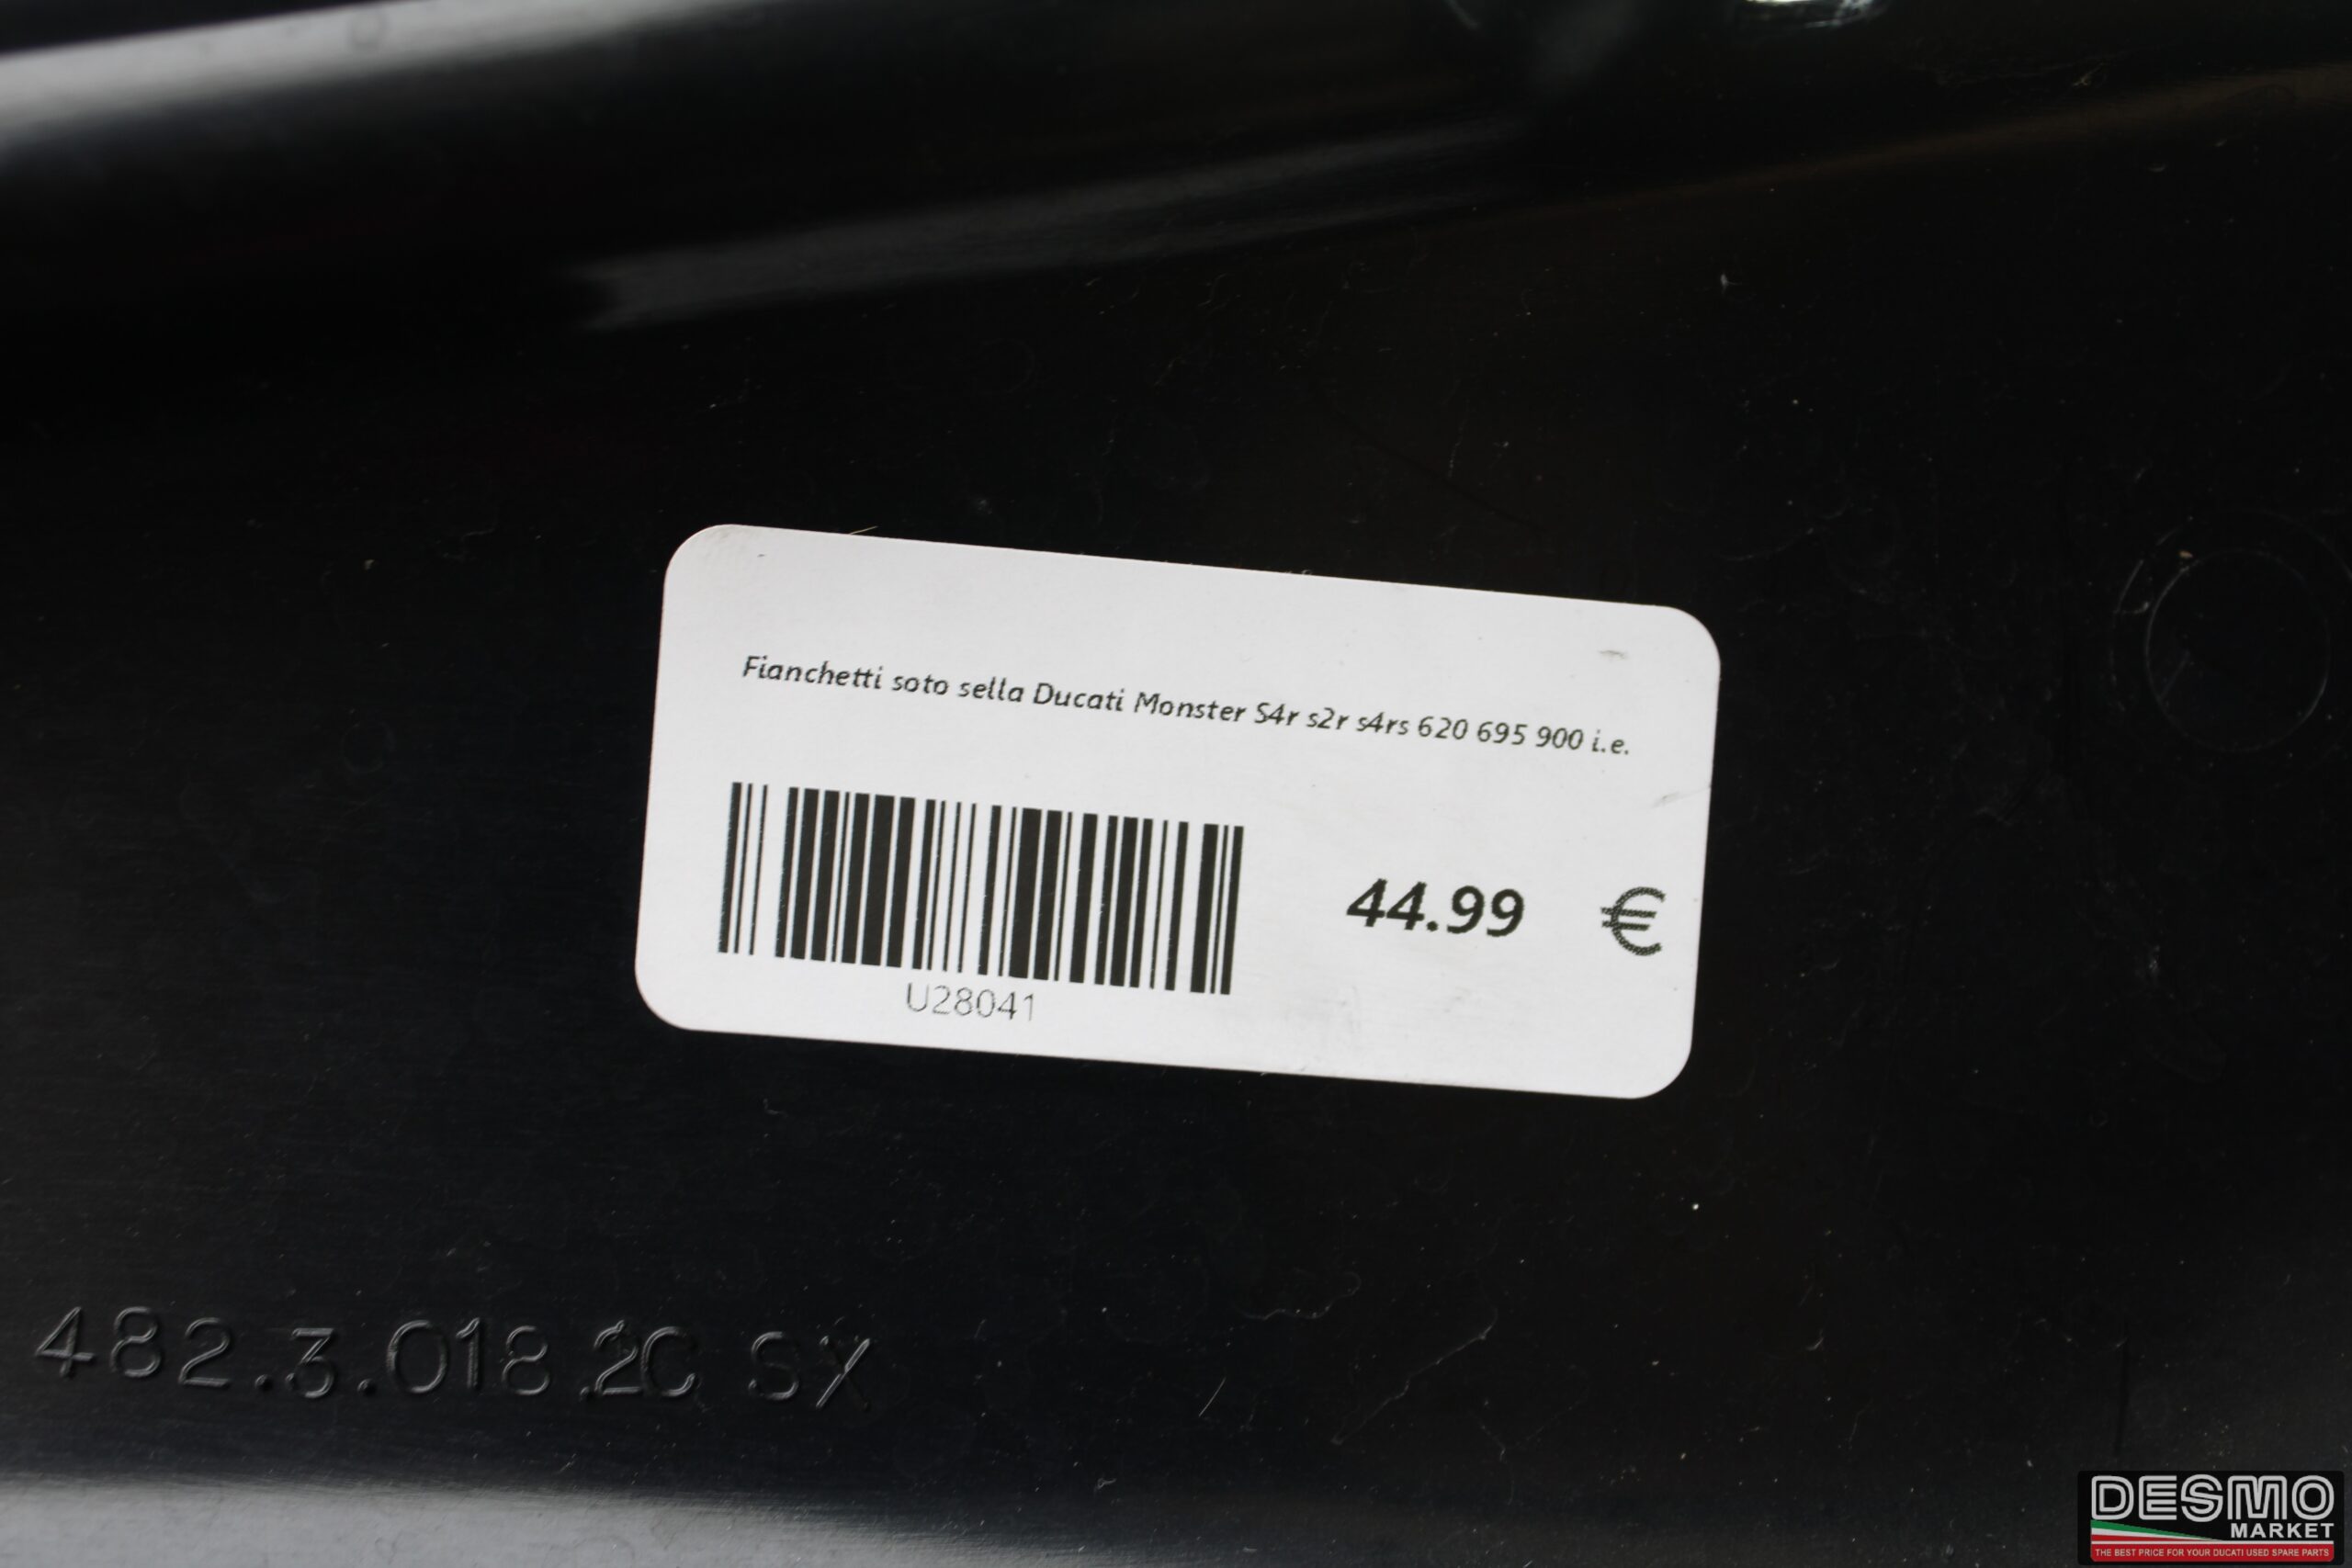 Fianchetti soto sella Ducati Monster S4r s2r s4rs 620 695 900 i.e.
44.99 €
U28041
482.3.018.2C SX
DESMO
MARKET
THE BEST PRICE FOR YOUR DUCATI USED SPARE PARTS